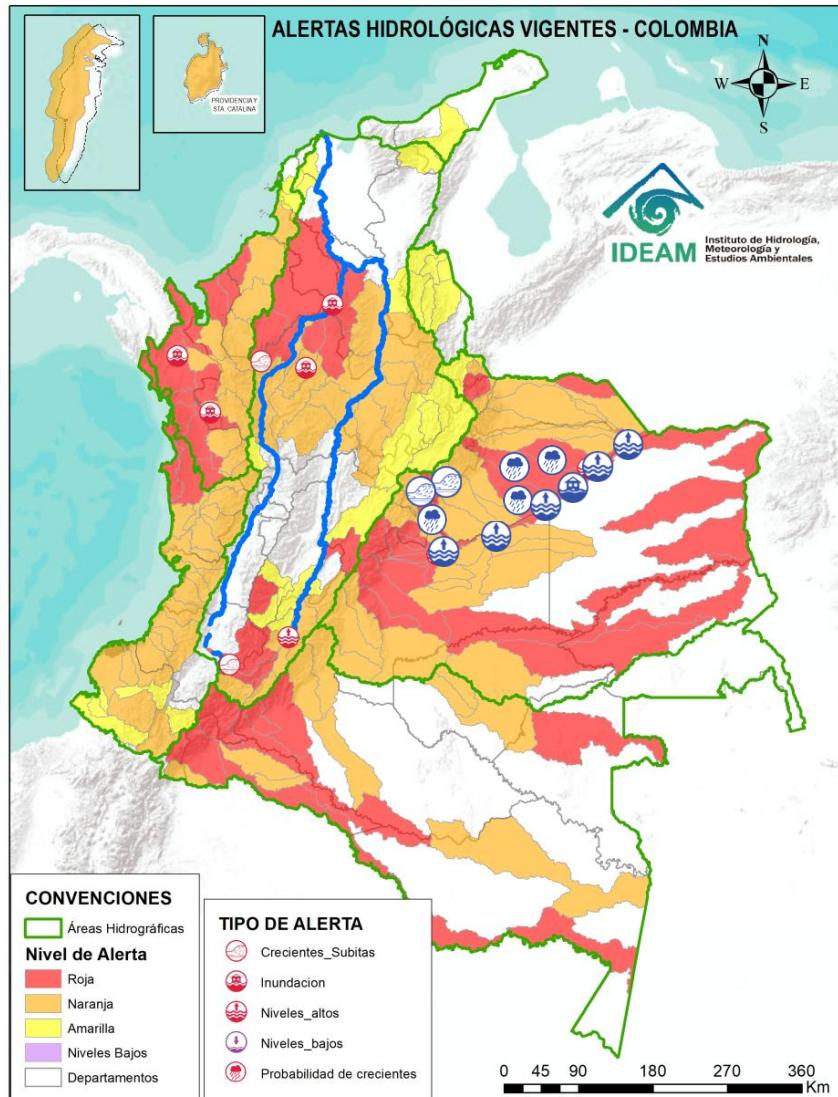 ALERTAS HIDROLÓGICAS VIGENTES - COLOMBIA
PROVIDENCIA Y
STA. CATALINA
N
W
E
S
IDEAM
Instituto de Hidrología,
Meteorología y
Estudios Ambientales
CONVENCIONES
Áreas Hidrográficas
Nivel de Alerta
Roja
Naranja
Amarilla
Niveles Bajos
Departamentos
TIPO DE ALERTA
Crecientes_Subitas
Inundacion
Niveles_altos
Niveles_bajos
Probabilidad de crecientes
0 45 90 180 270 360
Km